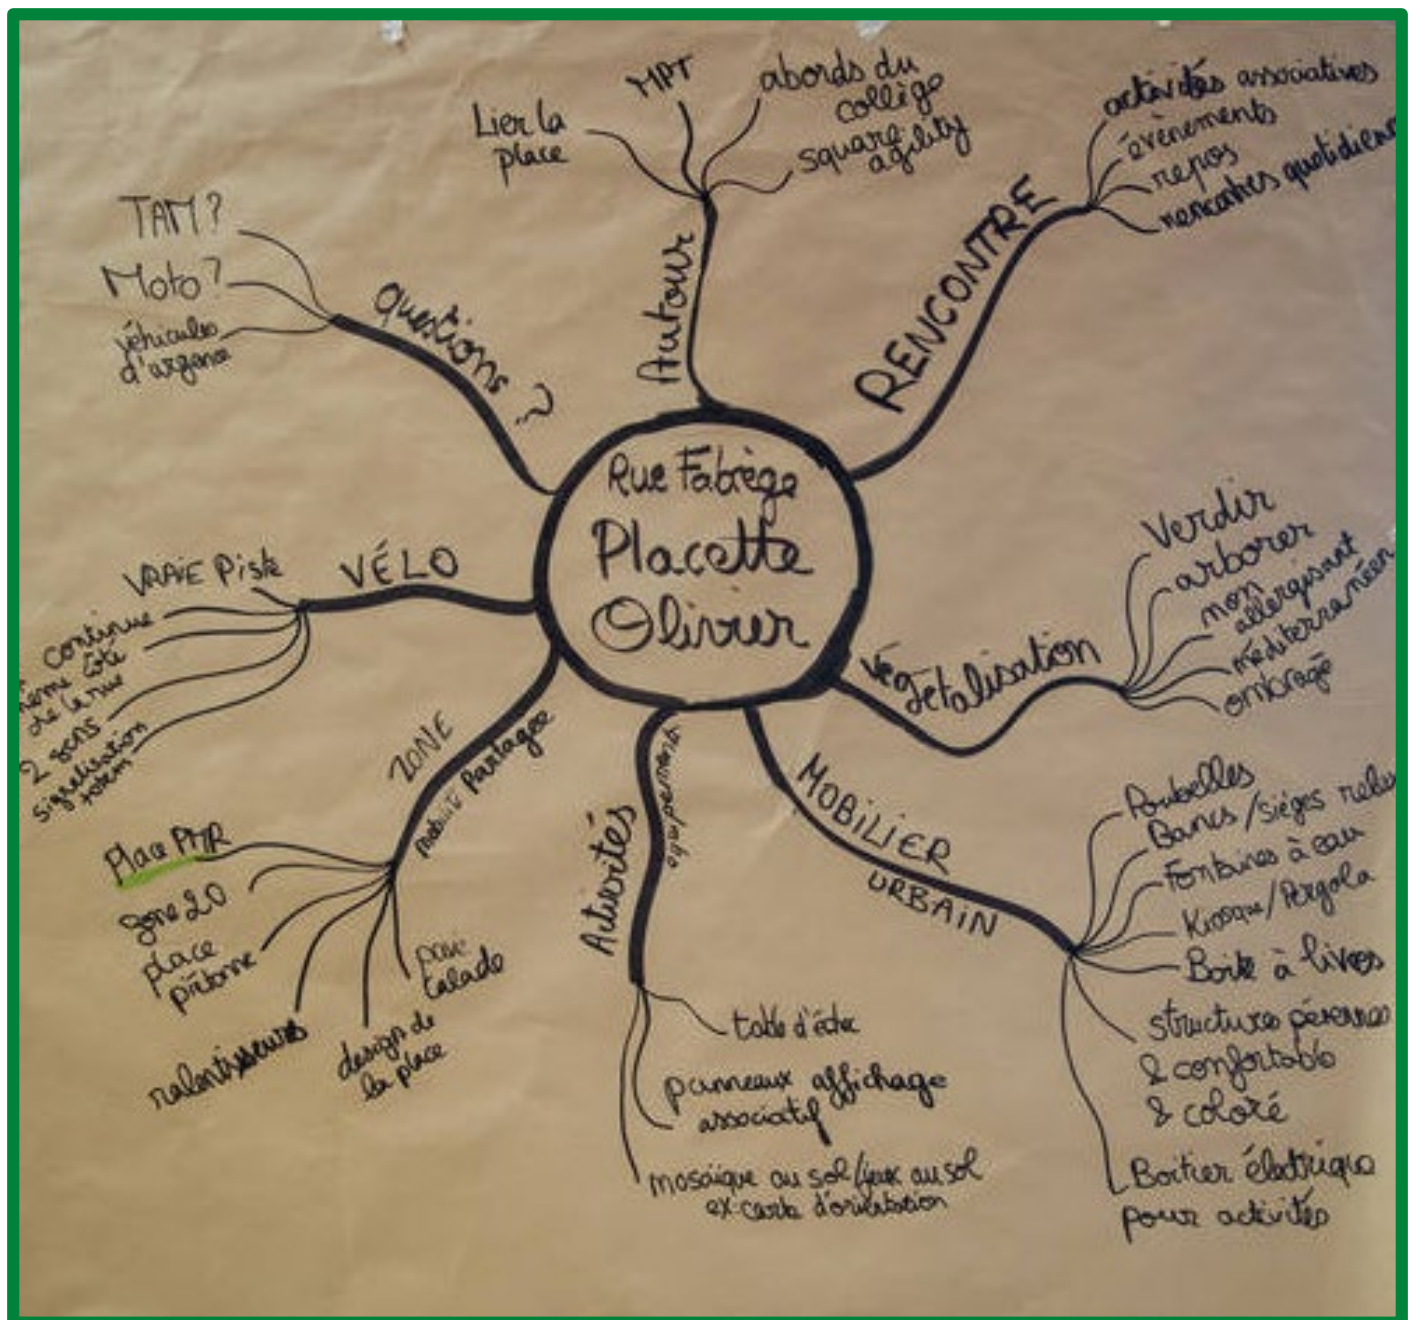 Rue Fabrège
Placette
Olivier
Autour
Lier la
place
MPT
abords du
collège
square agility
RENCONTRE
activités associatives
évènements
repos
rencontres quotidiennes
végétalisation
Verdir
arborer
non
allergisant
méditerranéen
ombragé
MOBILIER
URBAIN
Poubelles
Bancs / sièges
Fontaines à eau
Kiosque / Pergola
Boite à livres
structures pérennes
& confortable
& coloré
Boitier électrique
pour activités
Activités
équipements
table d'échec
panneaux affichage
associatif
mosaïque au sol / jeux au sol
ex: carte d'orientation
ZONE
Partagée
Place PMR
Zone 20
place
piétonne
ralentisseurs
design de
la place
pavé
calade
VÉLO
VRAIE Piste
continue
même côté
de la rue
2 sens
signalisation
totem
questions ?
TAM ?
Moto ?
véhicules
d'urgence